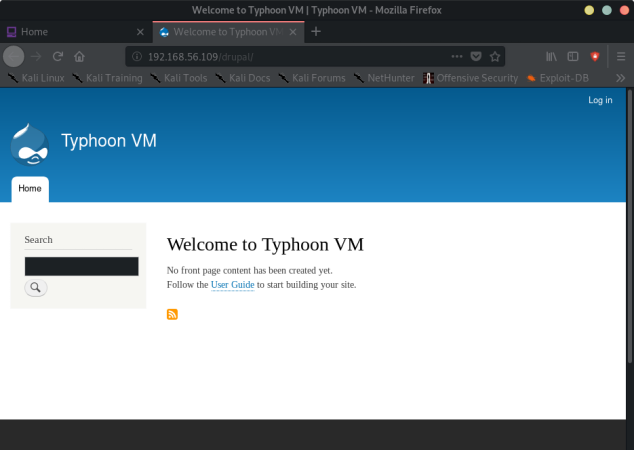 Welcome to Typhoon VM | Typhoon VM - Mozilla Firefox
Home
Welcome to Typhoon VM
192.168.56.109/drupal/
Kali Linux Kali Training Kali Tools Kali Docs Kali Forums NetHunter Offensive Security Exploit-DB
Log in
Typhoon VM
Home
Search
Welcome to Typhoon VM
No front page content has been created yet.
Follow the User Guide to start building your site.